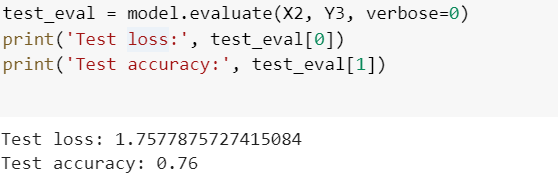 test_eval = model.evaluate(X2, Y3, verbose=0)
print('Test loss:', test_eval[0])
print('Test accuracy:', test_eval[1])
Test loss: 1.7577875727415084
Test accuracy: 0.76